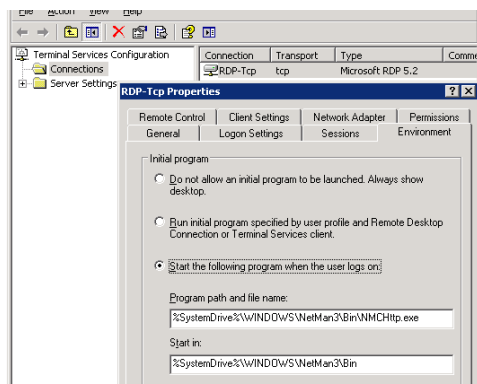 File Action View Help
Terminal Services Configuration
Connections
Server Settings
Connection Transport Type Comme
RDP-Tcp tcp Microsoft RDP 5.2
RDP-Tcp Properties
Remote Control Client Settings Network Adapter Permissions
General Logon Settings Sessions Environment
Initial program
Do not allow an initial program to be launched. Always show
desktop.
Run initial program specified by user profile and Remote Desktop
Connection or Terminal Services client.
Start the following program when the user logs on:
Program path and file name:
%SystemDrive%\WINDOWS\NetMan3\Bin\NMCHttp.exe
Start in:
%SystemDrive%\WINDOWS\NetMan3\Bin